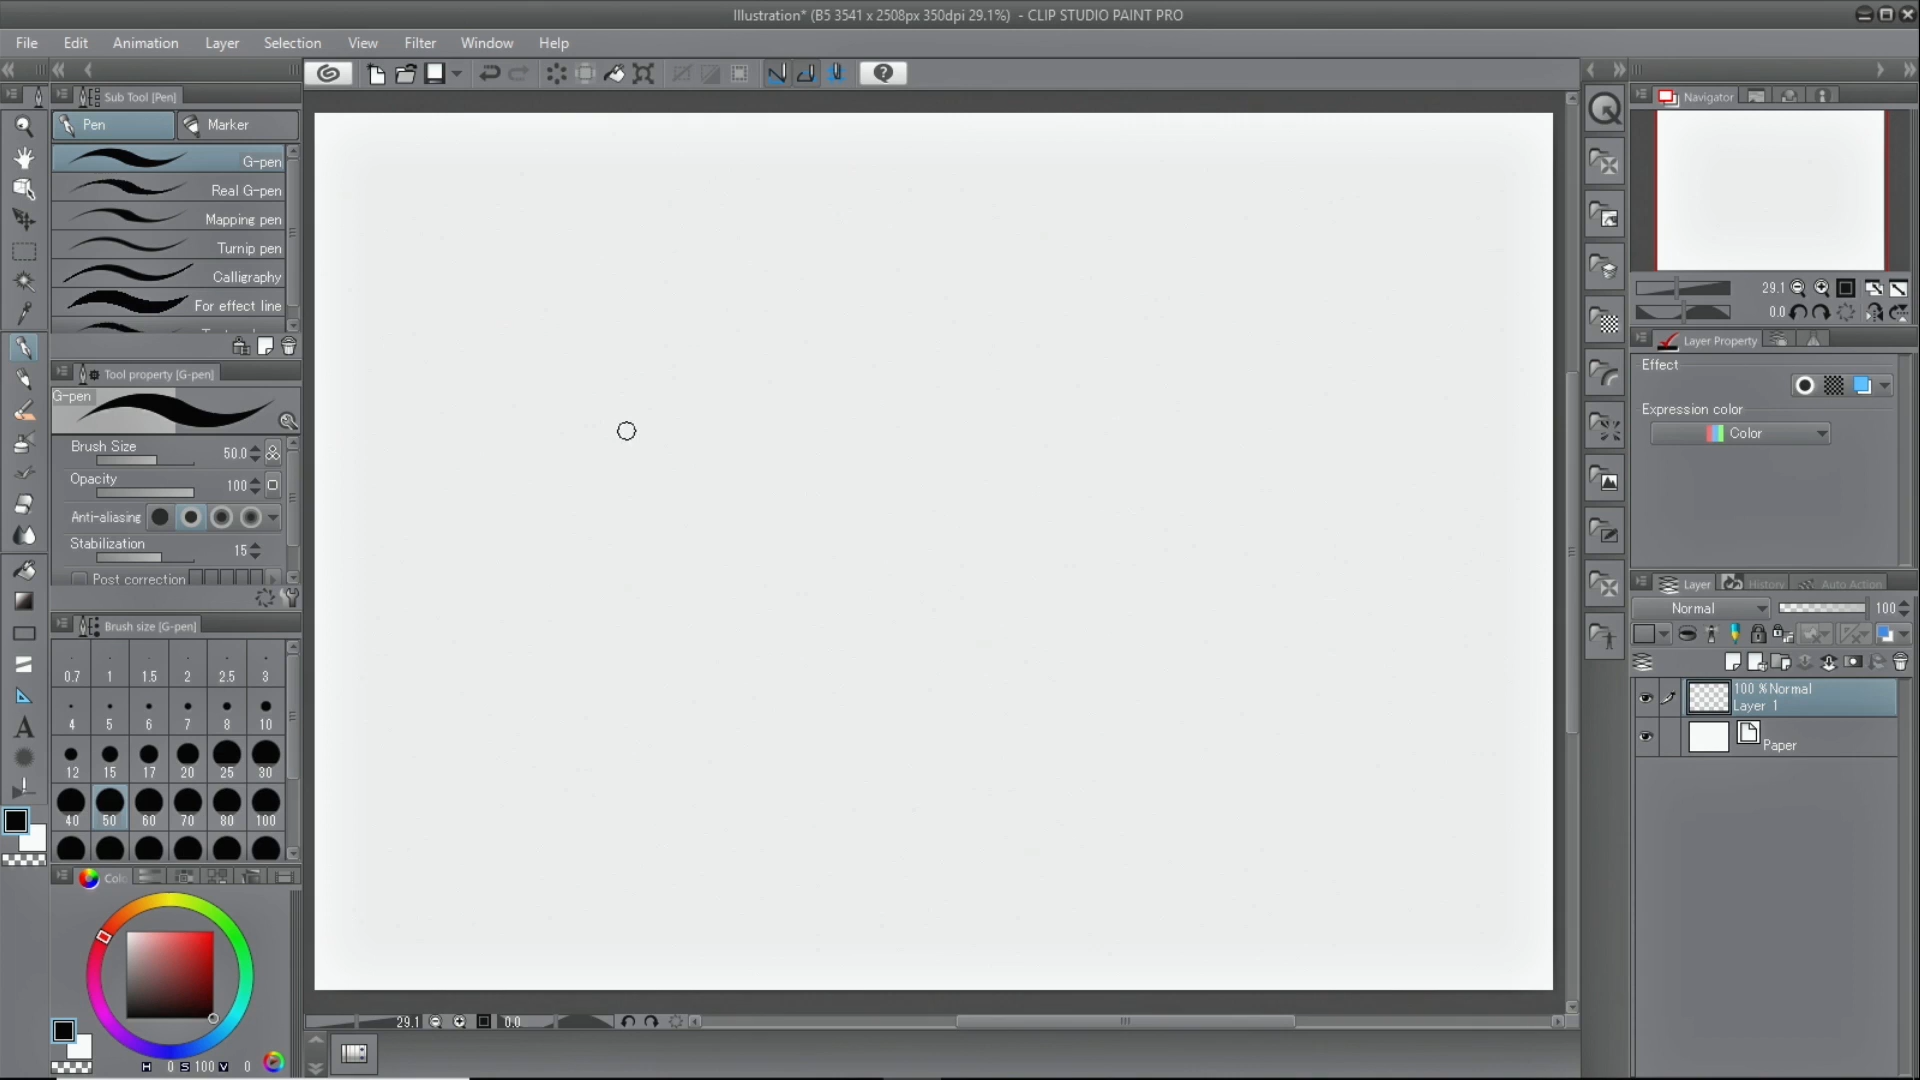 Illustration* (B5 3541 x 2508px 350dpi 29.1%) - CLIP STUDIO PAINT PRO
File Edit Animation Layer Selection View Filter Window Help
Sub Tool [Pen]
Pen Marker
G-pen
Real G-pen
Mapping pen
Turnip pen
Calligraphy
For effect line
Tool property [G-pen]
G-pen
Brush Size 50.0
Opacity 100
Anti-aliasing
Stabilization 15
Post correction
Brush size [G-pen]
0.7 1 1.5 2 2.5 3
4 5 6 7 8 10
12 15 17 20 25 30
40 50 60 70 80 100
H 0 S 100 V 0
29.1 0.0
Navigator
29.1
0.0
Layer Property
Effect
Expression color
Color
Layer History Auto Action
Normal 100
100 % Normal
Layer 1
Paper